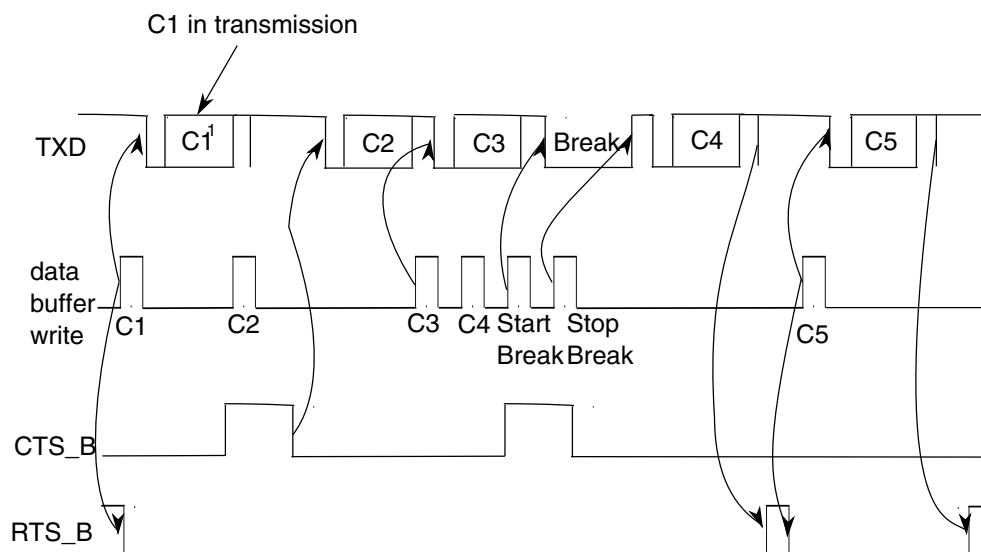 C1 in transmission
TXD
C1 1
C2
C3
Break
C4
C5
data
buffer
write
C1
C2
C3
C4
Start
Break
Stop
Break
C5
CTS_B
RTS_B